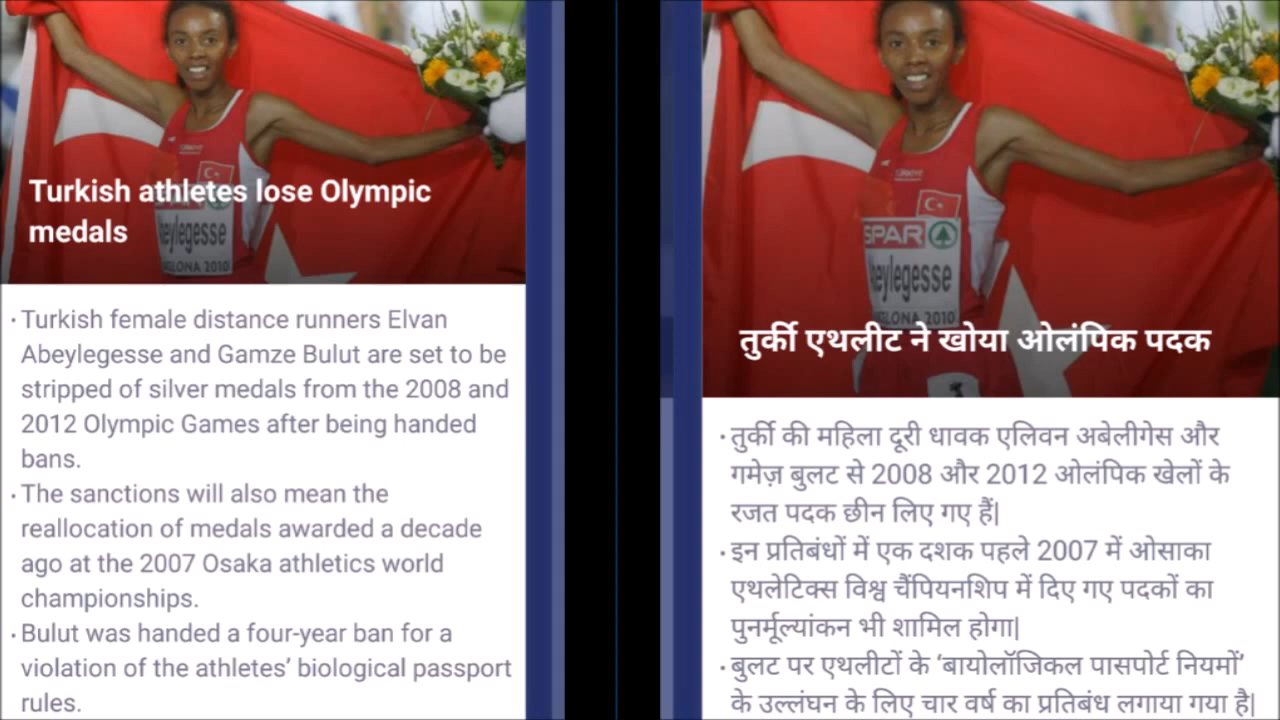 Turkish athletes lose Olympic
medals
eylegesse
LONA 2010
· Turkish female distance runners Elvan
Abeylegesse and Gamze Bulut are set to be
stripped of silver medals from the 2008 and
2012 Olympic Games after being handed
bans.
· The sanctions will also mean the
reallocation of medals awarded a decade
ago at the 2007 Osaka athletics world
championships.
· Bulut was handed a four-year ban for a
violation of the athletes’ biological passport
rules.
SPAR
eylegesse
LONA 2010
तुर्की एथलीट ने खोया ओलंपिक पदक
· तुर्की की महिला दूरी धावक एलिवन अबेलीगेस और
गमेज़ बुलट से 2008 और 2012 ओलंपिक खेलों के
रजत पदक छीन लिए गए हैं|
· इन प्रतिबंधों में एक दशक पहले 2007 में ओसाका
एथलेटिक्स विश्व चैंपियनशिप में दिए गए पदकों का
पुनर्मूल्यांकन भी शामिल होगा|
· बुलट पर एथलीटों के ‘बायोलॉजिकल पासपोर्ट नियमों’
के उल्लंघन के लिए चार वर्ष का प्रतिबंध लगाया गया है|